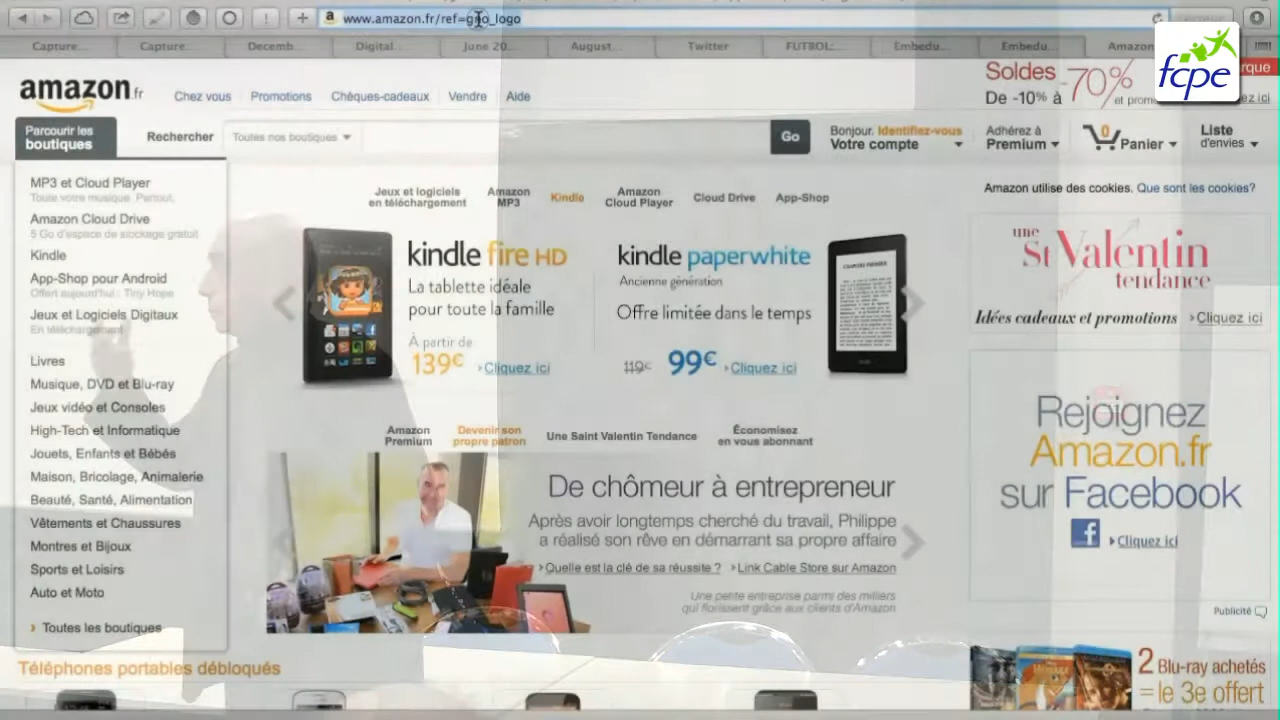 www.amazon.fr/ref=gno_logo
Capture...
Capture...
Decemb...
Digital...
June 20...
August...
Twitter
FUTBOL:...
Embedu...
Embedu...
Amazon
fcpe
amazon.fr
Chez vous
Promotions
Chèques-cadeaux
Vendre
Aide
Soldes
De -10% à -70%
et promo
ez ici
Parcourir les
boutiques
Rechercher
Toutes nos boutiques
Go
Bonjour. Identifiez-vous
Votre compte
Adhérez à
Premium
0
Panier
Liste
d'envies
MP3 et Cloud Player
Toute votre musique. Partout.
Amazon Cloud Drive
5 Go d'espace de stockage gratuit
Kindle
App-Shop pour Android
Offert aujourd'hui : Tiny Hope
Jeux et Logiciels Digitaux
En téléchargement
Livres
Musique, DVD et Blu-ray
Jeux vidéo et Consoles
High-Tech et Informatique
Jouets, Enfants et Bébés
Maison, Bricolage, Animalerie
Beauté, Santé, Alimentation
Vêtements et Chaussures
Montres et Bijoux
Sports et Loisirs
Auto et Moto
Toutes les boutiques
Jeux et logiciels
en téléchargement
Amazon
MP3
Kindle
Amazon
Cloud Player
Cloud Drive
App-Shop
kindle fire HD
La tablette idéale
pour toute la famille
À partir de
139€
Cliquez ici
kindle paperwhite
Ancienne génération
Offre limitée dans le temps
119€ 99€
Cliquez ici
CHAPITRE PREMIER
Amazon
Premium
Devenir son
propre patron
Une Saint Valentin Tendance
Économisez
en vous abonnant
De chômeur à entrepreneur
Après avoir longtemps cherché du travail, Philippe
a réalisé son rêve en démarrant sa propre affaire
Quelle est la clé de sa réussite ?
Link Cable Store sur Amazon
Une petite entreprise parmi des milliers
qui florissent grâce aux clients d'Amazon
Amazon utilise des cookies. Que sont les cookies?
une
St Valentin
tendance
Idées cadeaux et promotions
Cliquez ici
Rejoignez
Amazon.fr
sur Facebook
Cliquez ici
Publicité
Téléphones portables débloqués
2 Blu-ray achetés
= le 3e offert